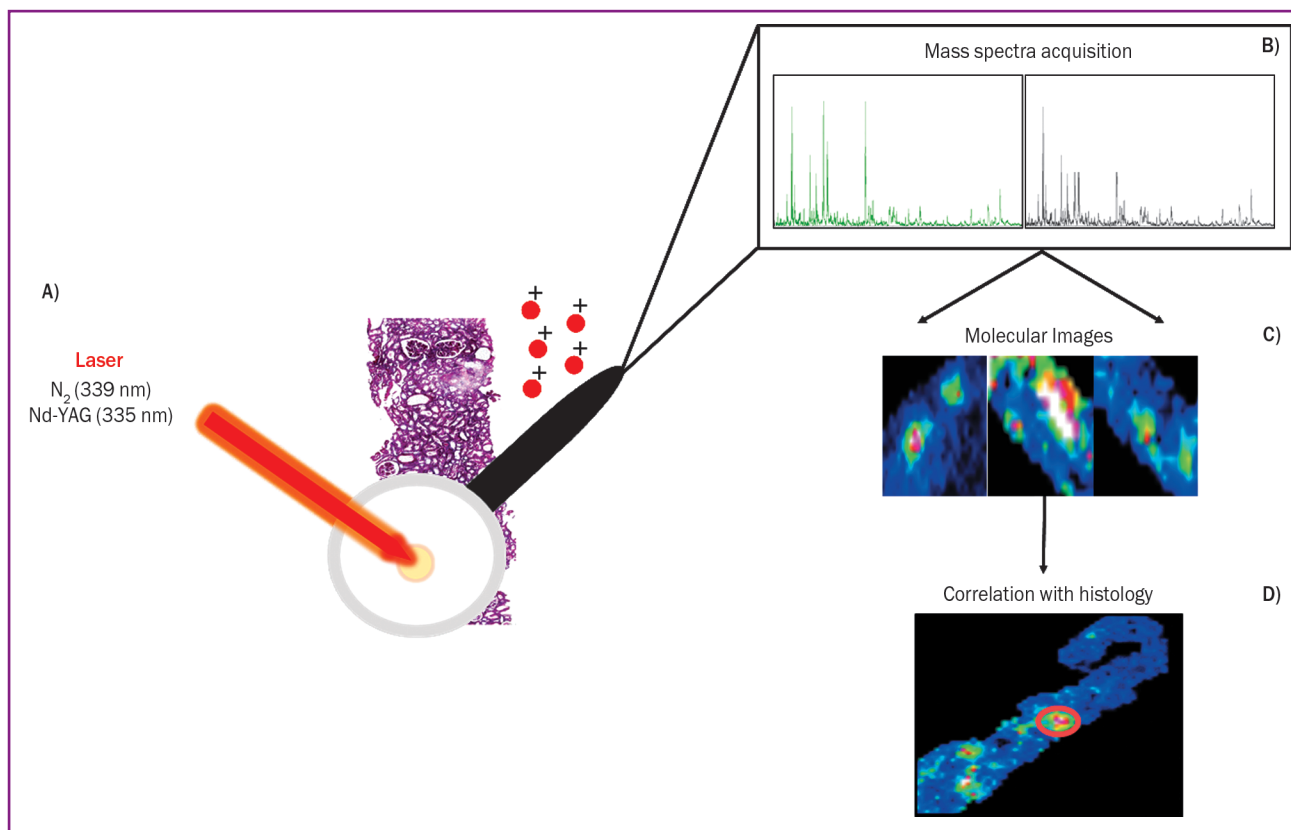 A)
Laser
N2 (339 nm)
Nd-YAG (335 nm)
+
+
+
+
+
Mass spectra acquisition
B)
Molecular Images
C)
Correlation with histology
D)